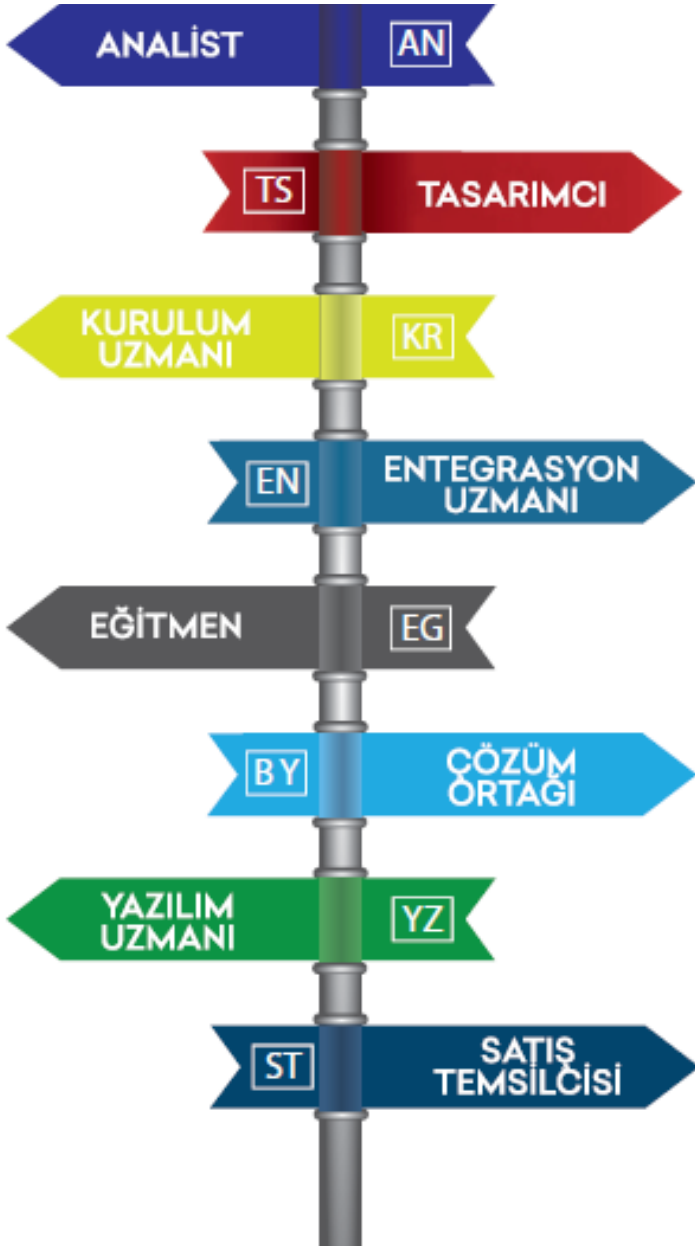 ANALİST AN
TS TASARIMCI
KURULUM
UZMANI
KR
EN
ENTEGRASYON
UZMANI
EĞİTMEN EG
BY
ÇÖZÜM
ORTAĞI
YAZILIM
UZMANI
YZ
ST
SATIŞ
TEMSİLCİSİ